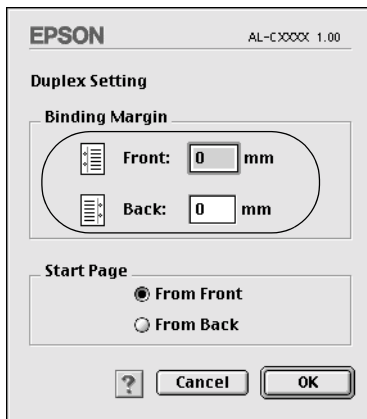 EPSON AL-CXXXX 1.00
Duplex Setting
Binding Margin
Front: 0 mm
Back: 0 mm
Start Page
From Front
From Back
? Cancel OK